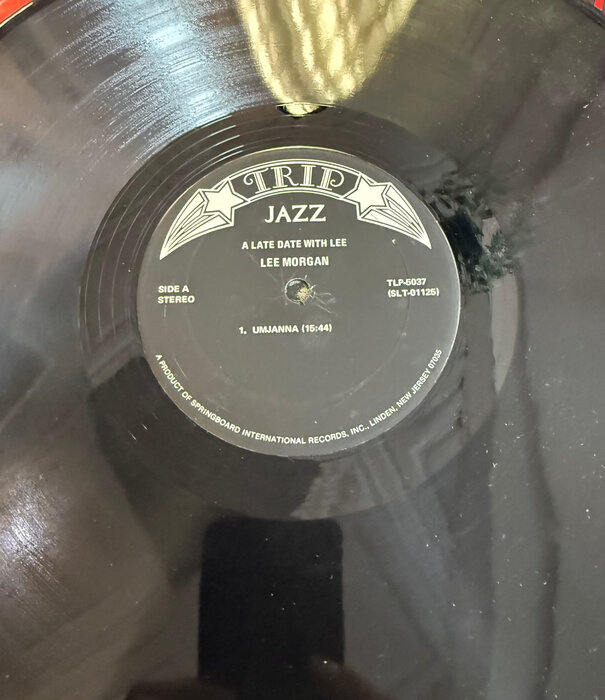 TRIP
JAZZ
A LATE DATE WITH LEE
LEE MORGAN
SIDE A
STEREO
TLP-5037
(SLT-01125)
1. UMJANNA (15:44)
A PRODUCT OF SPRINGBOARD INTERNATIONAL RECORDS, INC., LINDEN, NEW JERSEY 07035